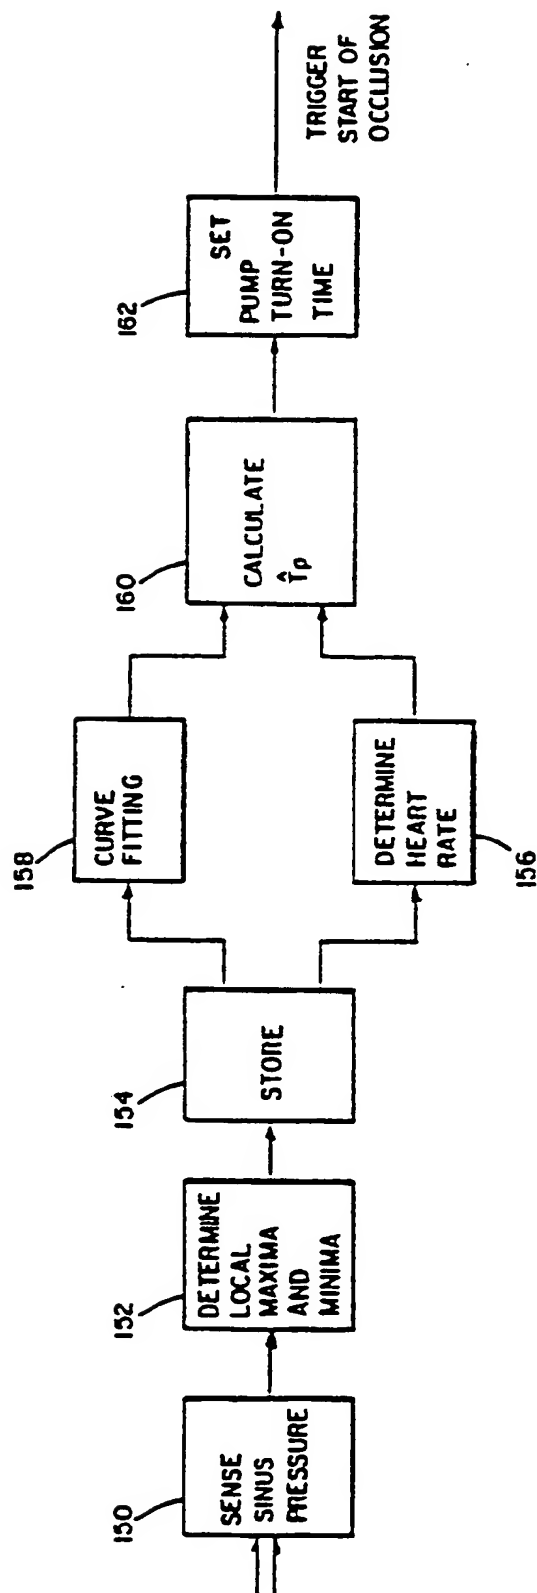 150
SENSE
SINUS
PRESSURE
152
DETERMINE
LOCAL
MAXIMA
AND
MINIMA
154
STORE
158
CURVE
FITTING
DETERMINE
HEART
RATE
156
160
CALCULATE
T̂ρ
162
SET
PUMP
TURN-ON
TIME
TRIGGER
START OF
OCCLUSION